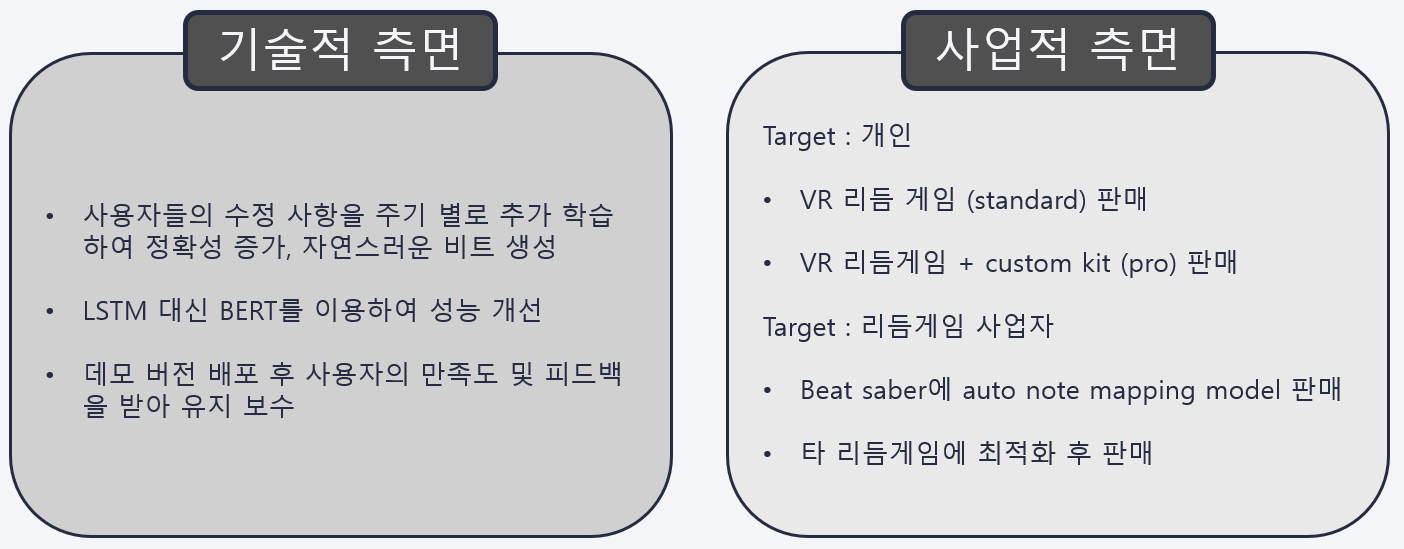 기술적 측면
• 사용자들의 수정 사항을 주기 별로 추가 학습
하여 정확성 증가, 자연스러운 비트 생성
• LSTM 대신 BERT를 이용하여 성능 개선
• 데모 버전 배포 후 사용자의 만족도 및 피드백
을 받아 유지 보수
사업적 측면
Target : 개인
• VR 리듬 게임 (standard) 판매
• VR 리듬게임 + custom kit (pro) 판매
Target : 리듬게임 사업자
• Beat saber에 auto note mapping model 판매
• 타 리듬게임에 최적화 후 판매